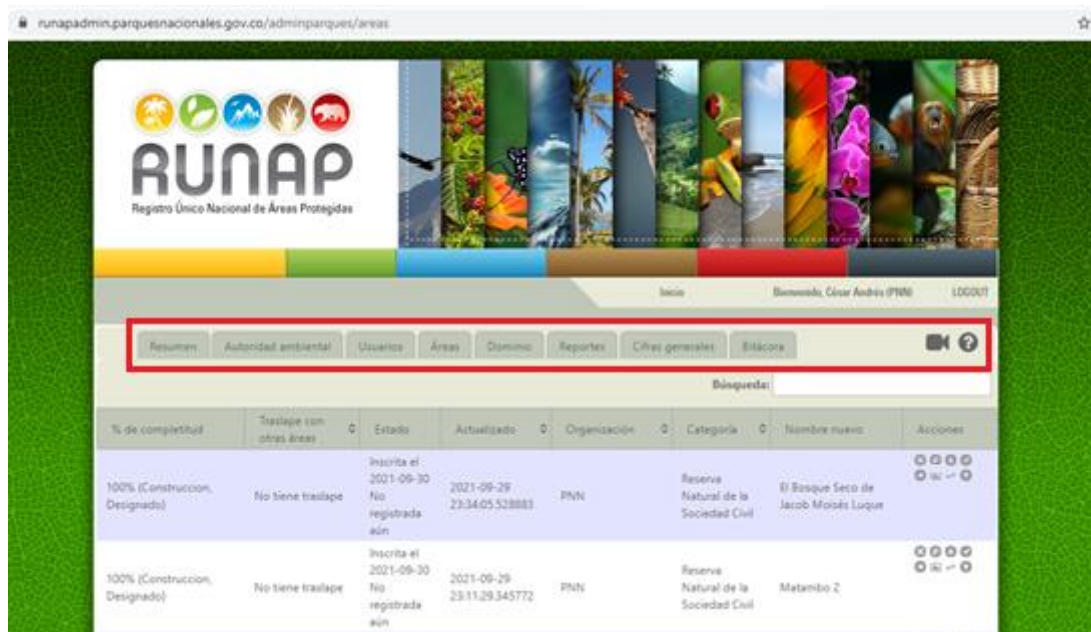 runapadmin.parquesnacionales.gov.co/adminparques/areas
RUNAP
Registro Único Nacional de Áreas Protegidas
Inicio Bienvenido, César Andrés (PNN) LOGOUT
Resumen Autoridad ambiental Usuarios Áreas Dominio Reportes Cifras generales Bitácora
Búsqueda:
% de completitud Traslape con otras áreas Estado Actualizado Organización Categoría Nombre nuevo Acciones
100% (Construccion, Designado) No tiene traslape Inscrita el 2021-09-30 No registrada aún 2021-09-29 23:34:05.528883 PNN Reserva Natural de la Sociedad Civil El Bosque Seco de Jacob Moisés Luque
100% (Construccion, Designado) No tiene traslape Inscrita el 2021-09-30 No registrada aún 2021-09-29 23:11:29.345772 PNN Reserva Natural de la Sociedad Civil Matambo 2